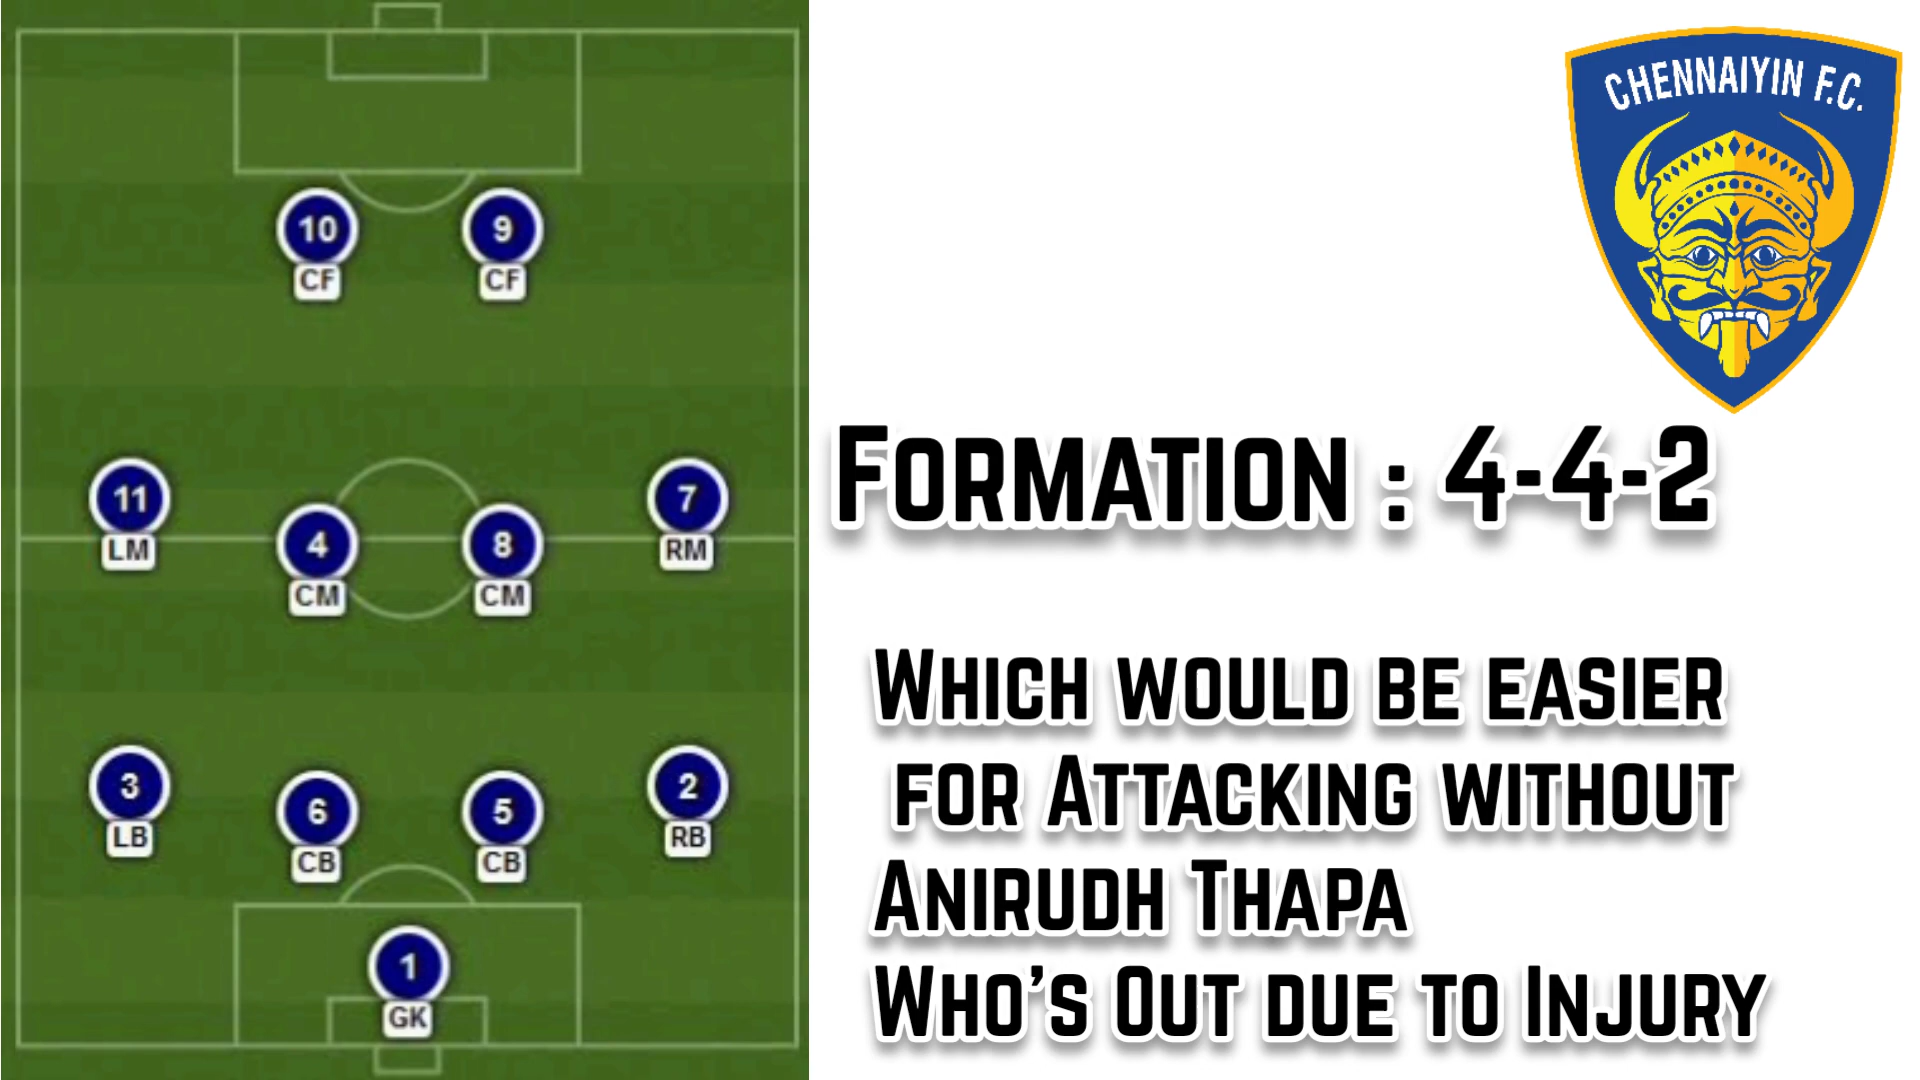 CHENNAIYIN F.C.
10 9
CF CF
11 7
LM RM
4 8
CM CM
3 2
LB RB
6 5
CB CB
1
GK
FORMATION : 4-4-2
WHICH WOULD BE EASIER
FOR ATTACKING WITHOUT
ANIRUDH THAPA
WHO'S OUT DUE TO INJURY